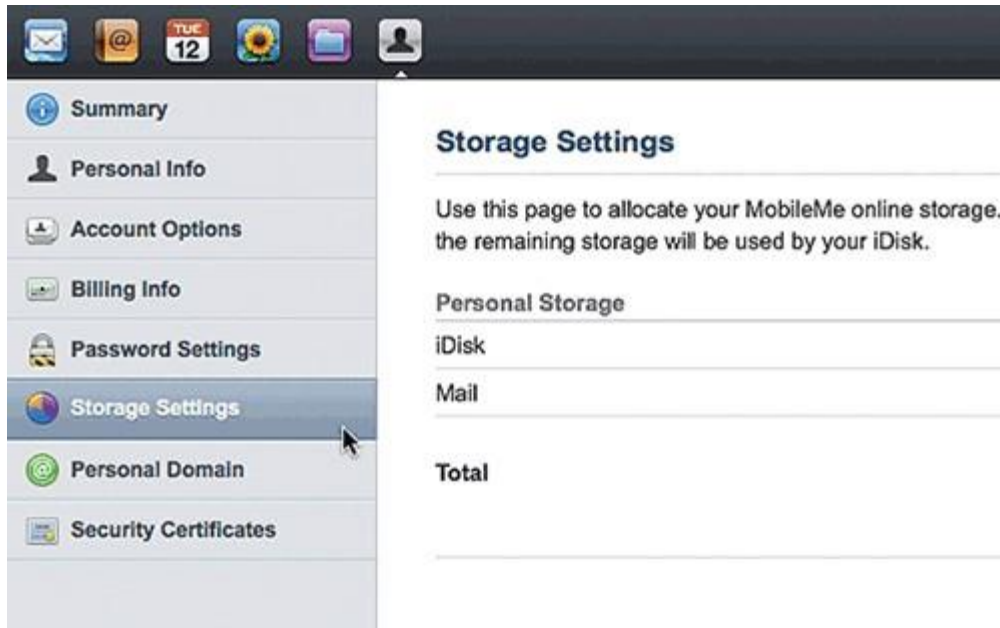 TUE
12
Summary
Personal Info
Account Options
Billing Info
Password Settings
Storage Settings
Personal Domain
Security Certificates
Storage Settings
Use this page to allocate your MobileMe online storage.
the remaining storage will be used by your iDisk.
Personal Storage
iDisk
Mail
Total